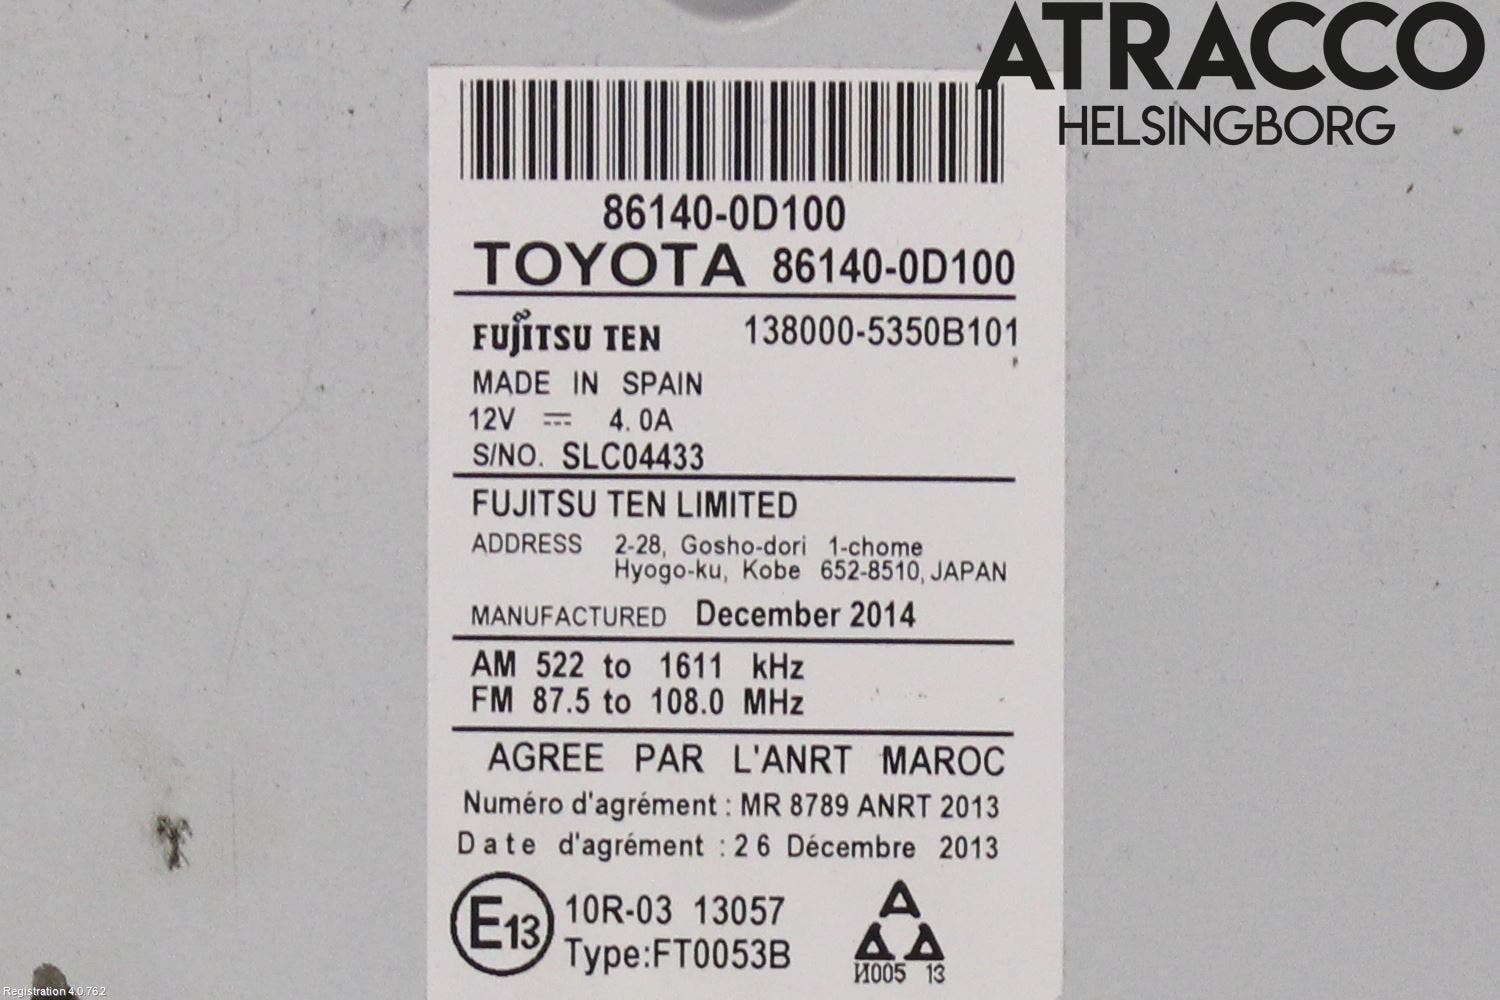 ATRACCO
HELSINGBORG
86140-0D100
TOYOTA 86140-0D100
FUJITSU TEN 138000-5350B101
MADE IN SPAIN
12V ⎓ 4.0A
S/NO. SLC04433
FUJITSU TEN LIMITED
ADDRESS 2-28, Gosho-dori 1-chome
Hyogo-ku, Kobe 652-8510, JAPAN
MANUFACTURED December 2014
AM 522 to 1611 kHz
FM 87.5 to 108.0 MHz
AGREE PAR L'ANRT MAROC
Numéro d'agrément : MR 8789 ANRT 2013
Date d'agrément : 26 Décembre 2013
E13 10R-03 13057
Type:FT0053B
И005 13
Registration 4.0.76.2